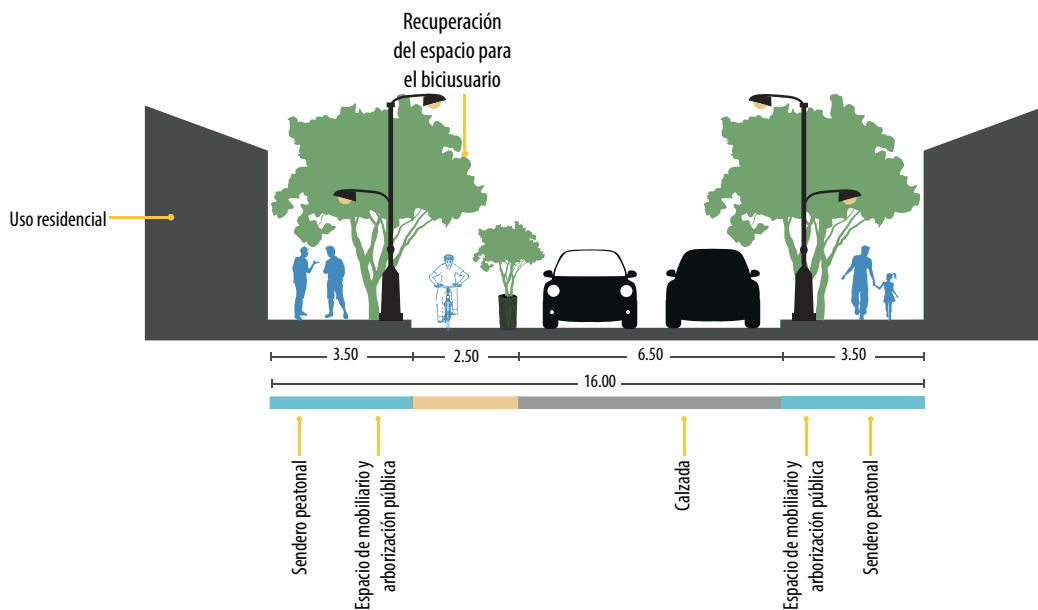 Recuperación
del espacio para
el biciusuario
Uso residencial
3.50
2.50
6.50
3.50
16.00
Sendero peatonal
Espacio de mobiliario y
arborización pública
Calzada
Espacio de mobiliario y
arborización pública
Sendero peatonal